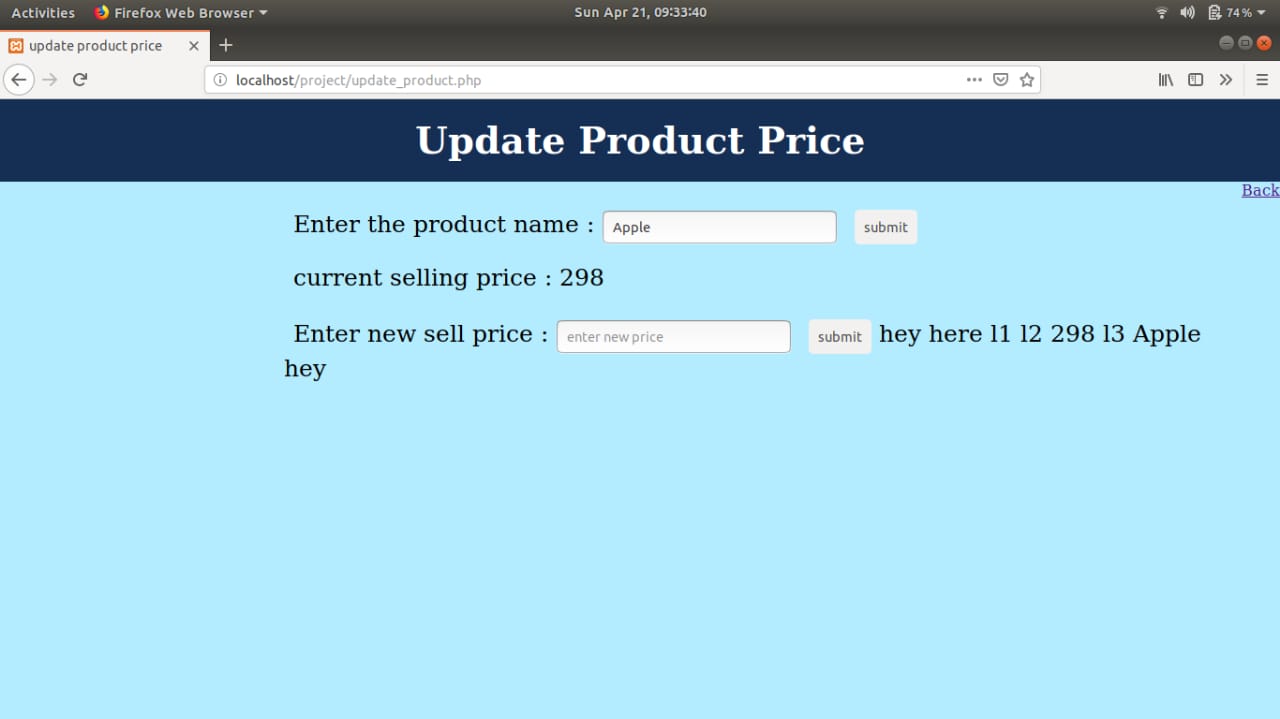 Activities Firefox Web Browser Sun Apr 21, 09:33:40 74%
update product price
localhost/project/update_product.php
Update Product Price
Back
Enter the product name : Apple submit
current selling price : 298
Enter new sell price : enter new price submit hey here l1 l2 298 l3 Apple
hey